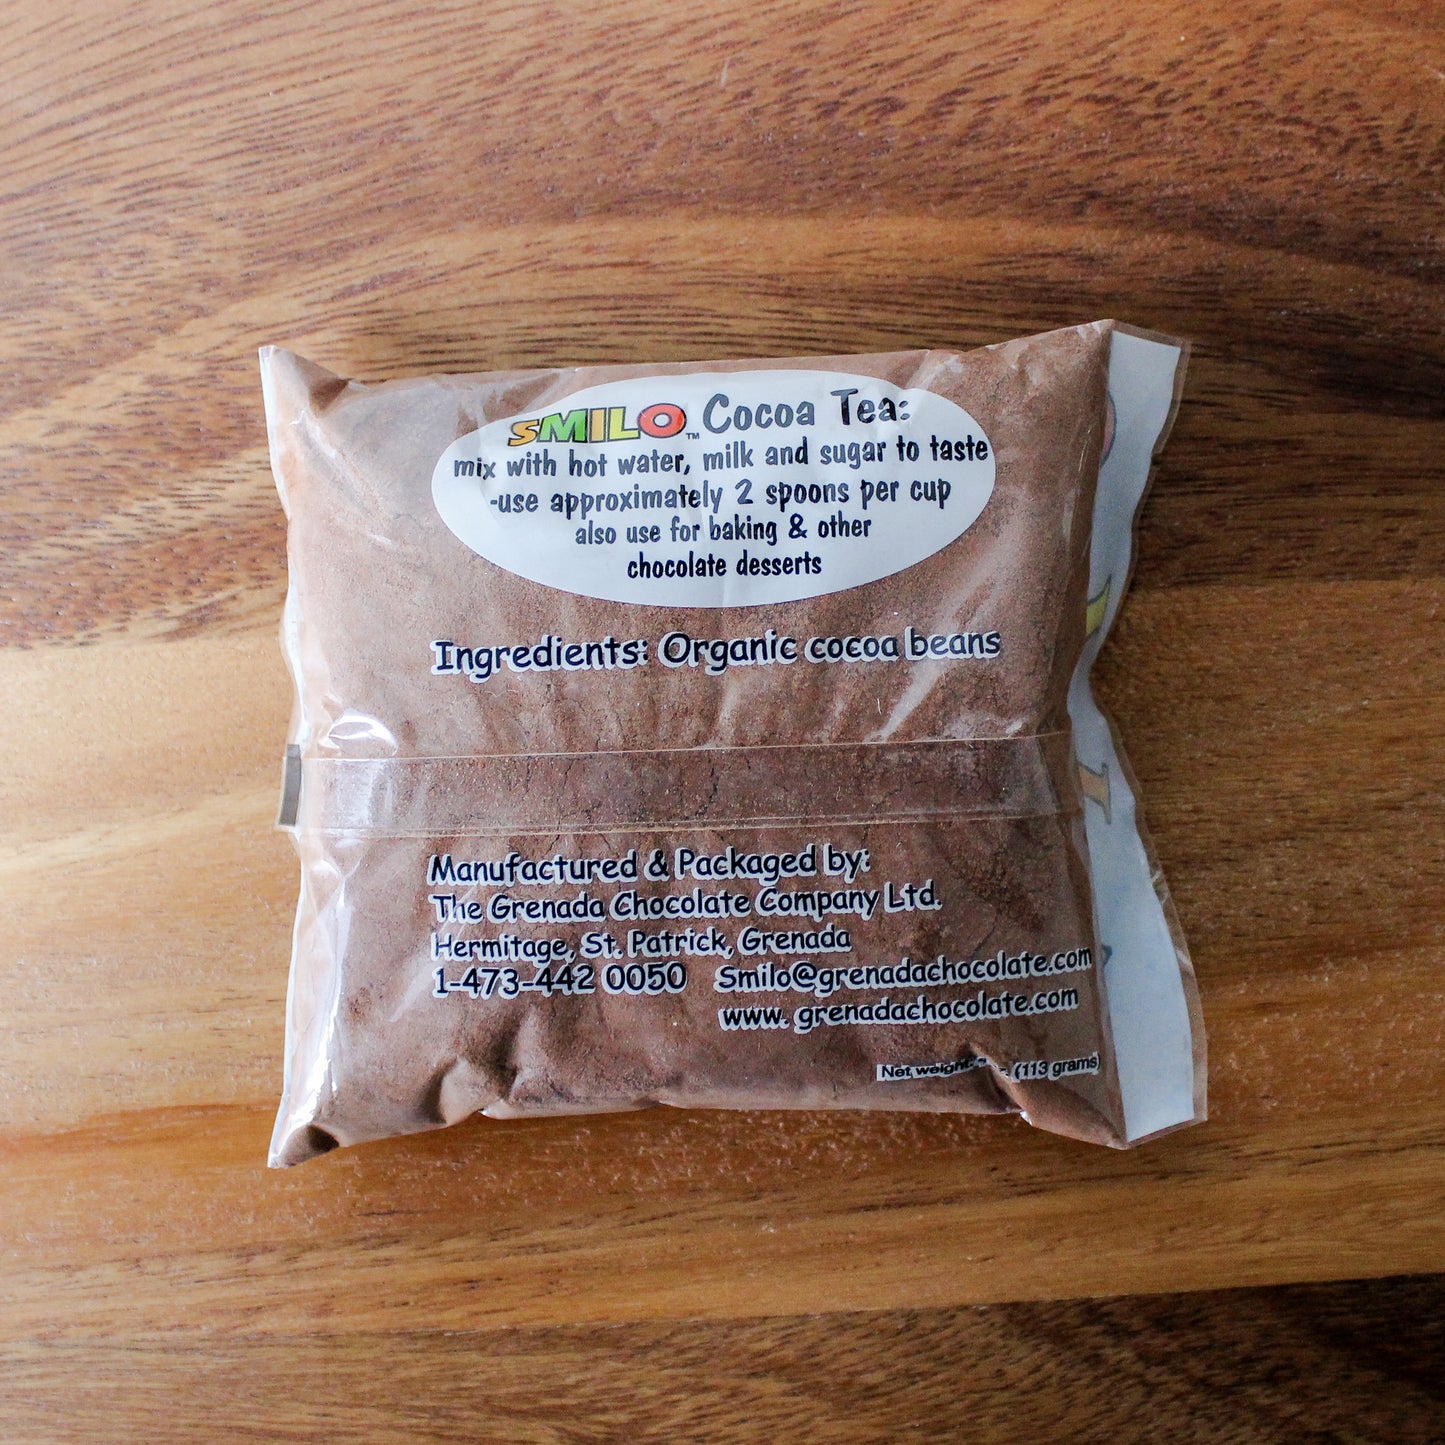 SMILO™ Cocoa Tea:
mix with hot water, milk and sugar to taste
-use approximately 2 spoons per cup
also use for baking & other
chocolate desserts
Ingredients: Organic cocoa beans
Manufactured & Packaged by:
The Grenada Chocolate Company Ltd.
Hermitage, St. Patrick, Grenada
1-473-442 0050 Smilo@grenadachocolate.com
www. grenadachocolate.com
Net weight: (113 grams)